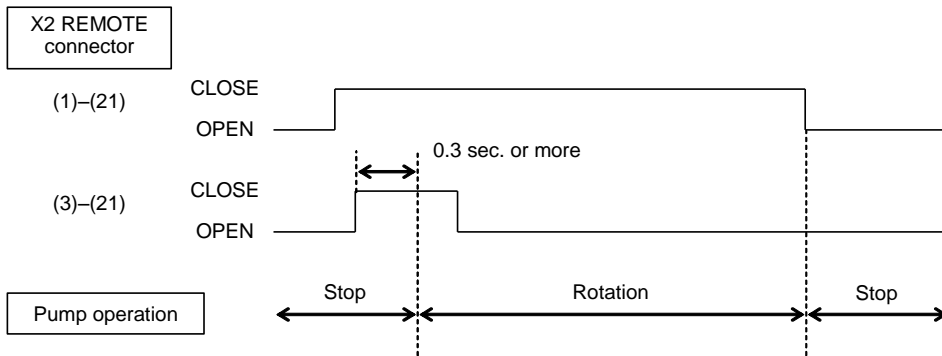 X2 REMOTE
connector
(1)–(21)
CLOSE
OPEN
0.3 sec. or more
(3)–(21)
CLOSE
OPEN
Pump operation
Stop
Rotation
Stop